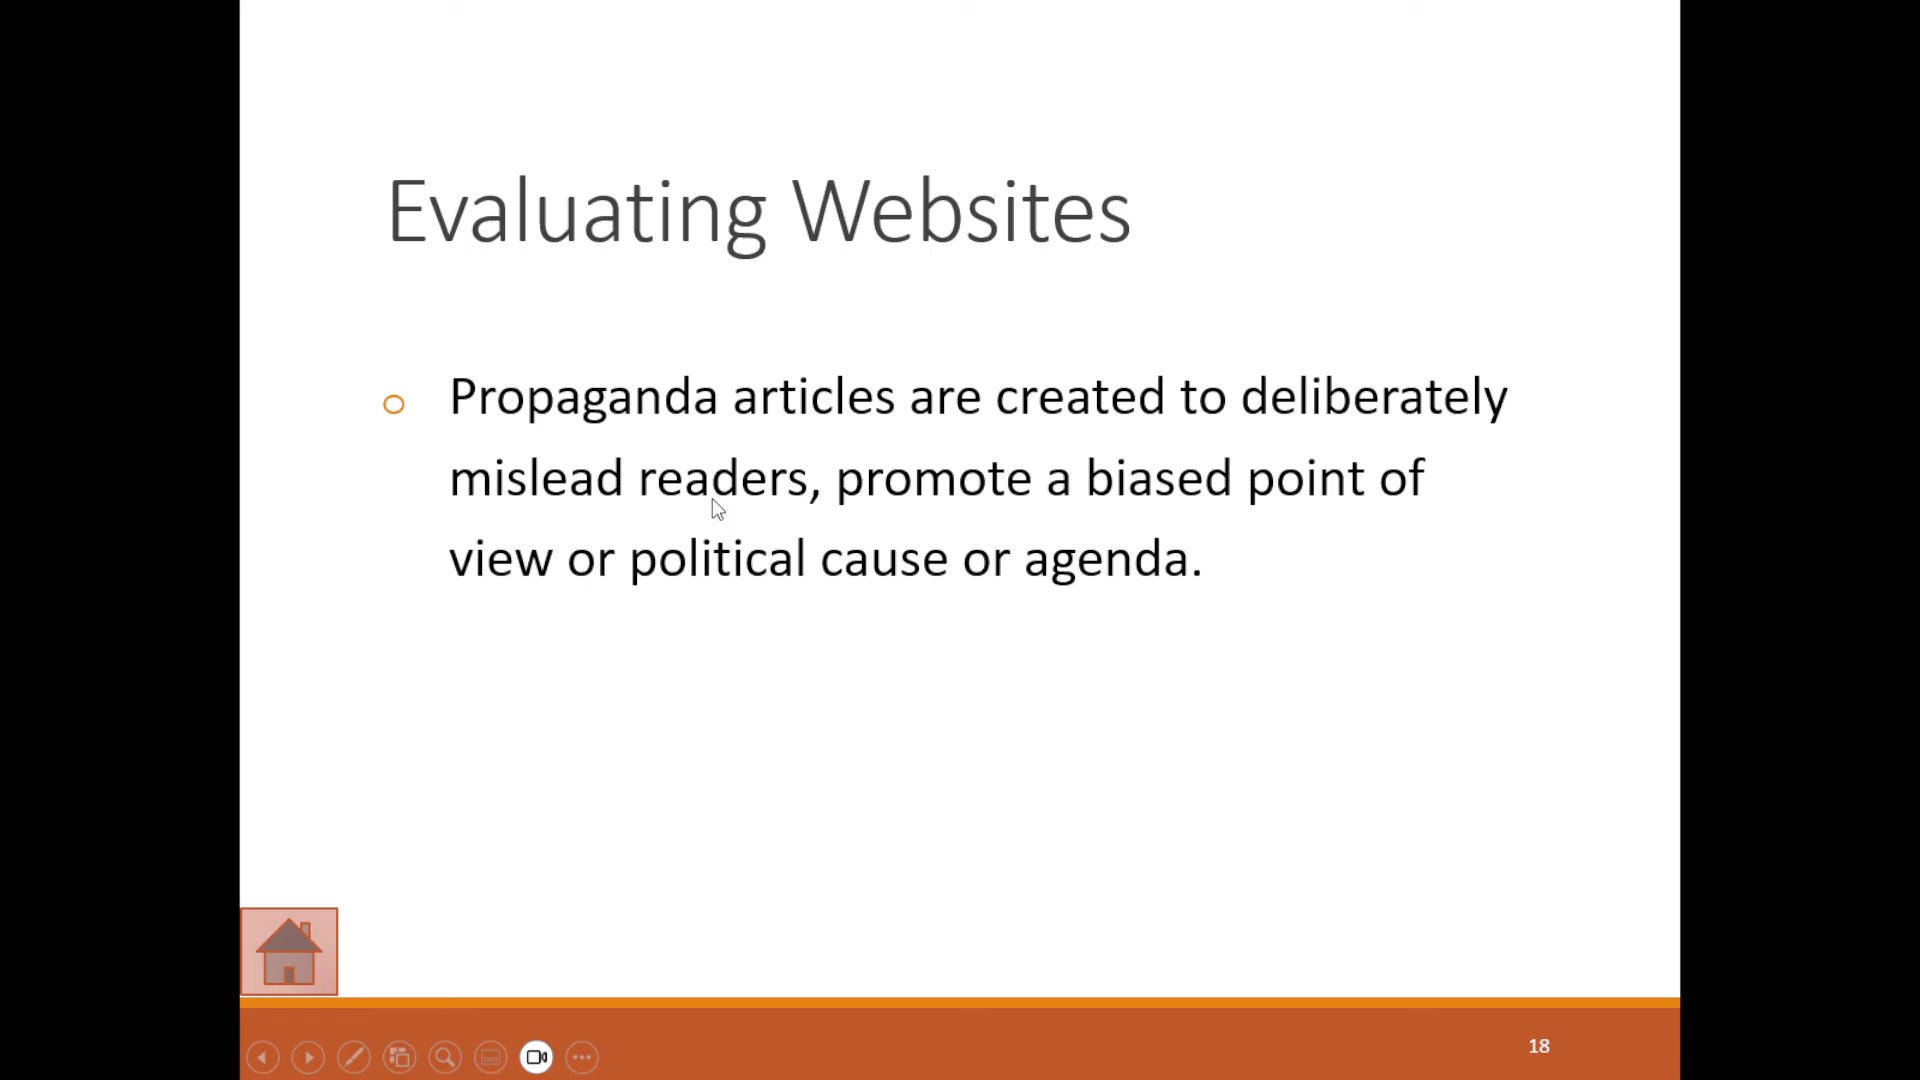 Evaluating Websites
Propaganda articles are created to deliberately
mislead readers, promote a biased point of
view or political cause or agenda.
18